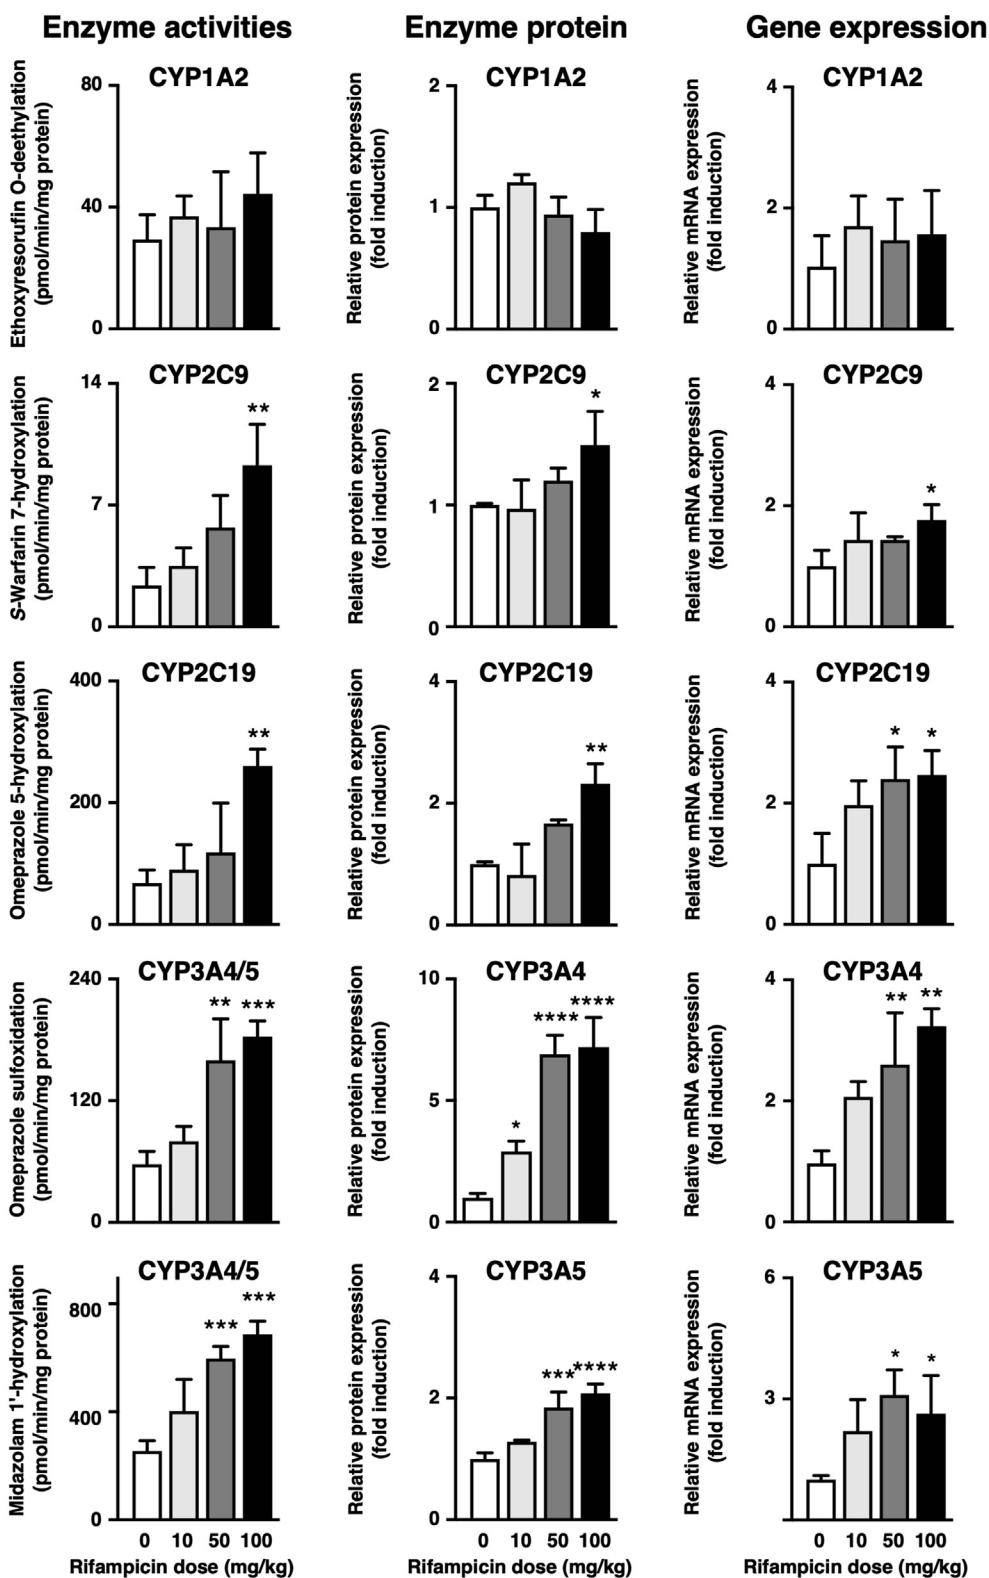 Enzyme activities
Enzyme protein
Gene expression
CYP1A2
Ethoxyresorufin O-deethylation
(pmol/min/mg protein)
80
40
0
CYP1A2
Relative protein expression
(fold induction)
2
1
0
CYP1A2
Relative mRNA expression
(fold induction)
4
2
0
CYP2C9
S-Warfarin 7-hydroxylation
(pmol/min/mg protein)
14
7
0
**
CYP2C9
Relative protein expression
(fold induction)
2
1
0
*
CYP2C9
Relative mRNA expression
(fold induction)
4
2
0
*
CYP2C19
Omeprazole 5-hydroxylation
(pmol/min/mg protein)
400
200
0
**
CYP2C19
Relative protein expression
(fold induction)
4
2
0
**
CYP2C19
Relative mRNA expression
(fold induction)
4
2
0
* *
CYP3A4/5
Omeprazole sulfoxidation
(pmol/min/mg protein)
240
120
0
** ***
CYP3A4
Relative protein expression
(fold induction)
10
5
0
* **** ****
CYP3A4
Relative mRNA expression
(fold induction)
4
2
0
** **
CYP3A4/5
Midazolam 1'-hydroxylation
(pmol/min/mg protein)
800
400
0
*** ***
0 10 50 100
Rifampicin dose (mg/kg)
CYP3A5
Relative protein expression
(fold induction)
4
2
0
*** ****
0 10 50 100
Rifampicin dose (mg/kg)
CYP3A5
Relative mRNA expression
(fold induction)
6
3
* *
0 10 50 100
Rifampicin dose (mg/kg)